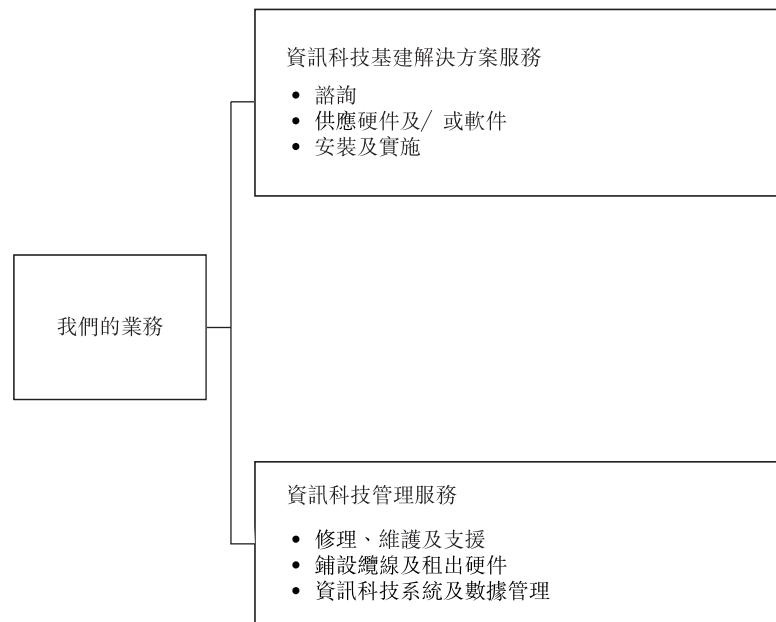 資訊科技基建解決方案服務
• 諮詢
• 供應硬件及/ 或軟件
• 安裝及實施
我們的業務
資訊科技管理服務
• 修理、維護及支援
• 鋪設纜線及租出硬件
• 資訊科技系統及數據管理